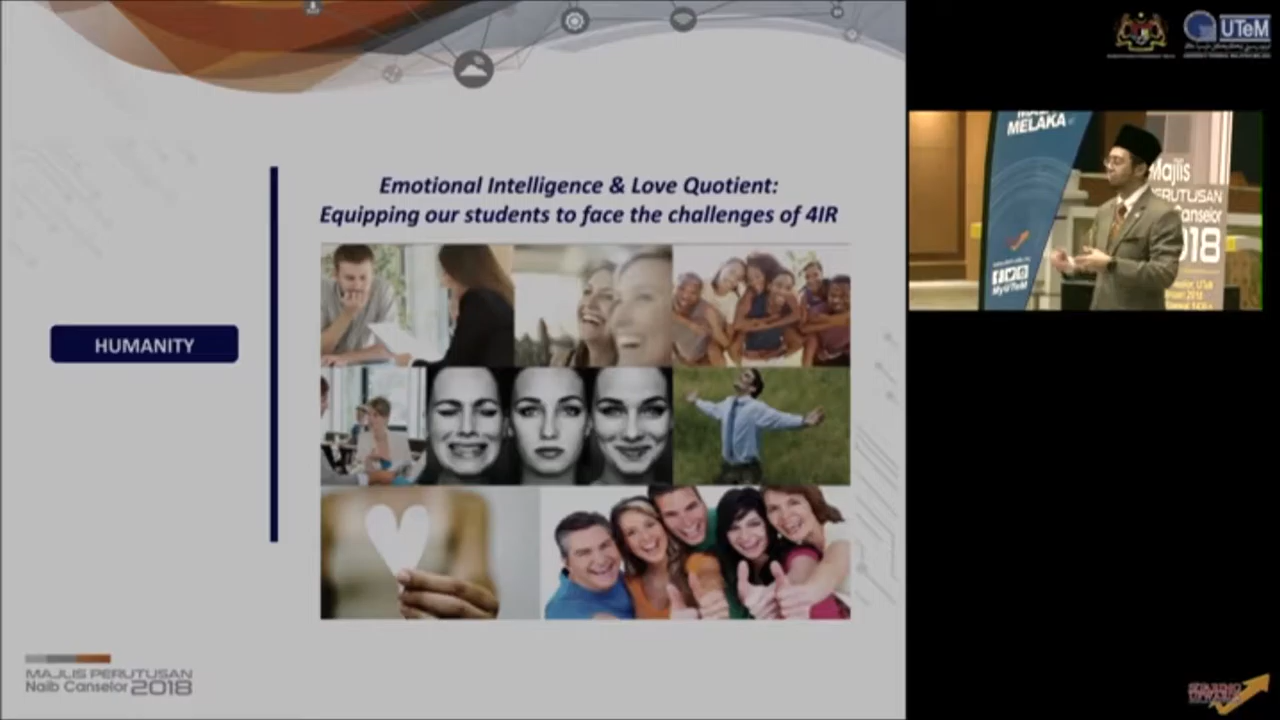 Emotional Intelligence & Love Quotient:
Equipping our students to face the challenges of 4IR
HUMANITY
MAJLIS PERUTUSAN
Naib Canselor 2018
UTeM
MELAKA
MyUTeM
Majlis
PERUTUSAN
Canselor
2018